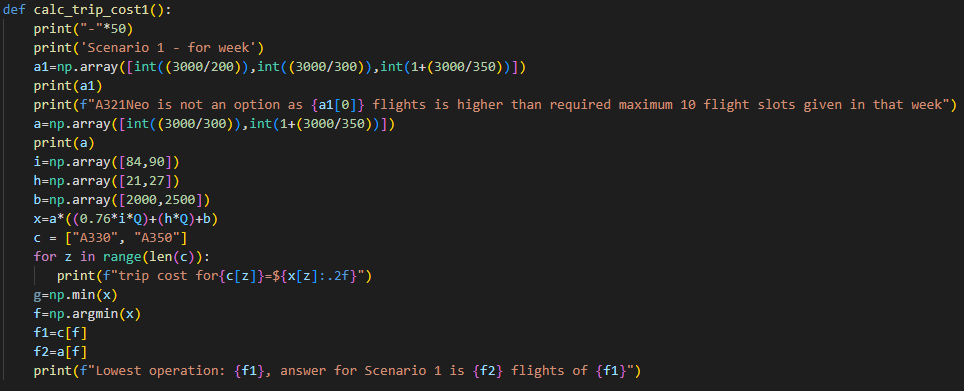 def calc_trip_cost1():
    print("-"*50)
    print('Scenario 1 - for week')
    a1=np.array([int((3000/200)),int((3000/300)),int(1+(3000/350))])
    print(a1)
    print(f"A321Neo is not an option as {a1[0]} flights is higher than required maximum 10 flight slots given in that week")
    a=np.array([int((3000/300)),int(1+(3000/350))])
    print(a)
    i=np.array([84,90])
    h=np.array([21,27])
    b=np.array([2000,2500])
    x=a*((0.76*i*Q)+(h*Q)+b)
    c = ["A330", "A350"]
    for z in range(len(c)):
       print(f"trip cost for{c[z]}=${x[z]:.2f}")
    g=np.min(x)
    f=np.argmin(x)
    f1=c[f]
    f2=a[f]
    print(f"Lowest operation: {f1}, answer for Scenario 1 is {f2} flights of {f1}")